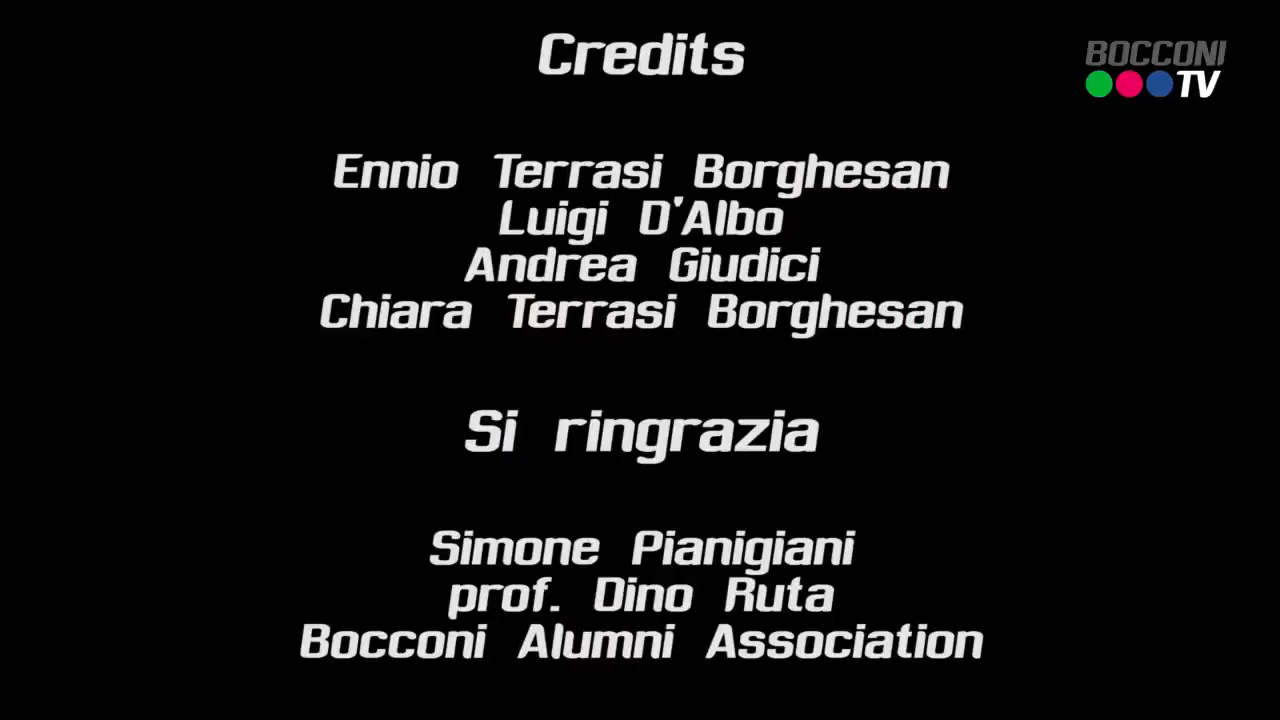 Credits
BOCCONI
TV
Ennio Terrasi Borghesan
Luigi D'Albo
Andrea Giudici
Chiara Terrasi Borghesan
Si ringrazia
Simone Pianigiani
prof. Dino Ruta
Bocconi Alumni Association